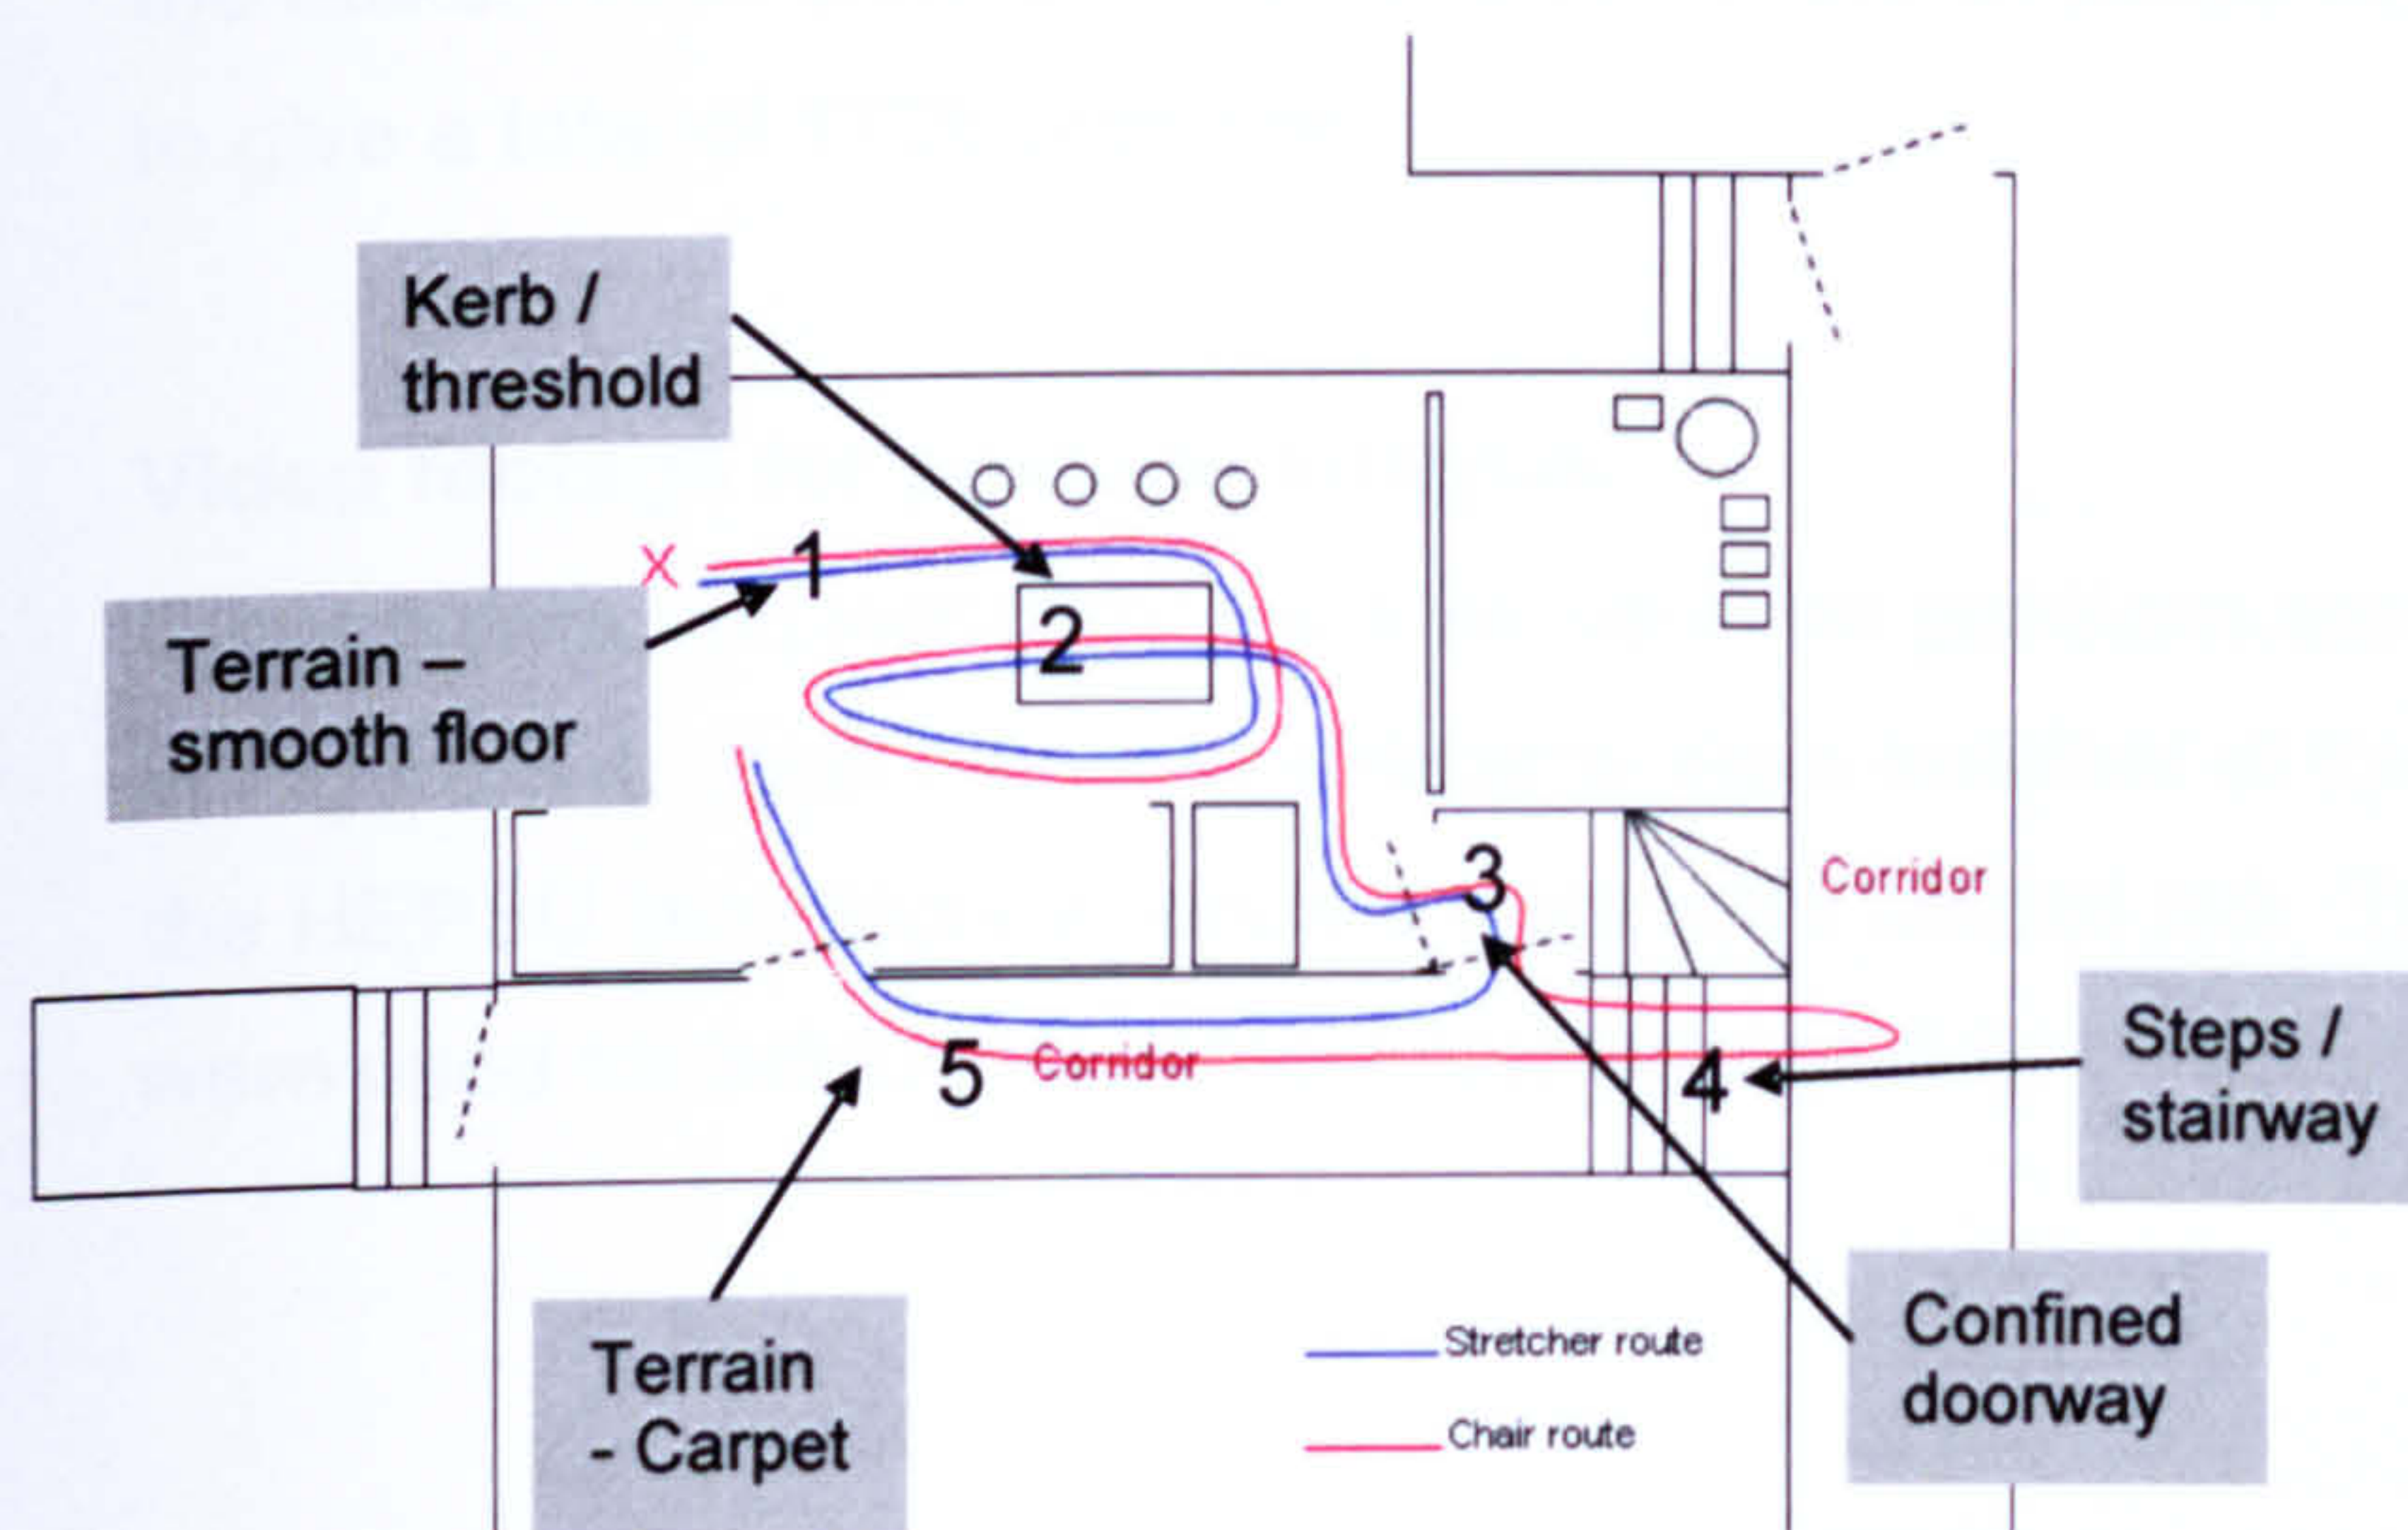 Kerb /
threshold
X
1
Terrain –
smooth floor
2
3
Corridor
Steps /
stairway
4
5
Corridor
Confined
doorway
Terrain
- Carpet
Stretcher route
Chair route